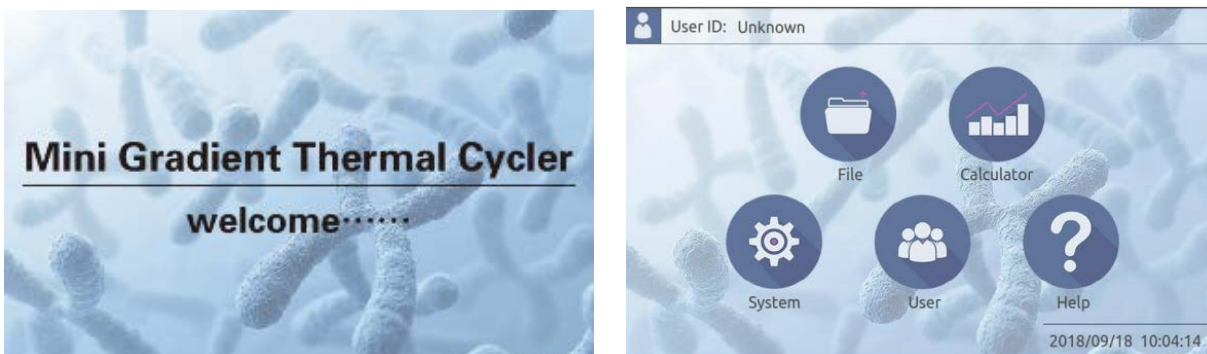 Mini Gradient Thermal Cycler
welcome······
User ID: Unknown
File
Calculator
System
User
Help
2018/09/18 10:04:14